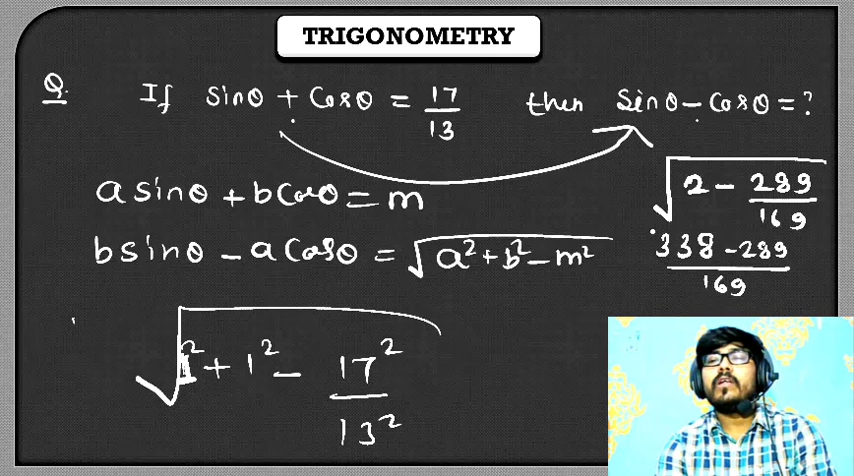 TRIGONOMETRY
Q. If sinθ + cosθ = 17/13 then sinθ - cosθ = ?
a sinθ + b cosθ = m
b sinθ - a cosθ = √(a² + b² - m²)
√(1² + 1² - 17²/13²)
√(2 - 289/169)
338 - 289/169